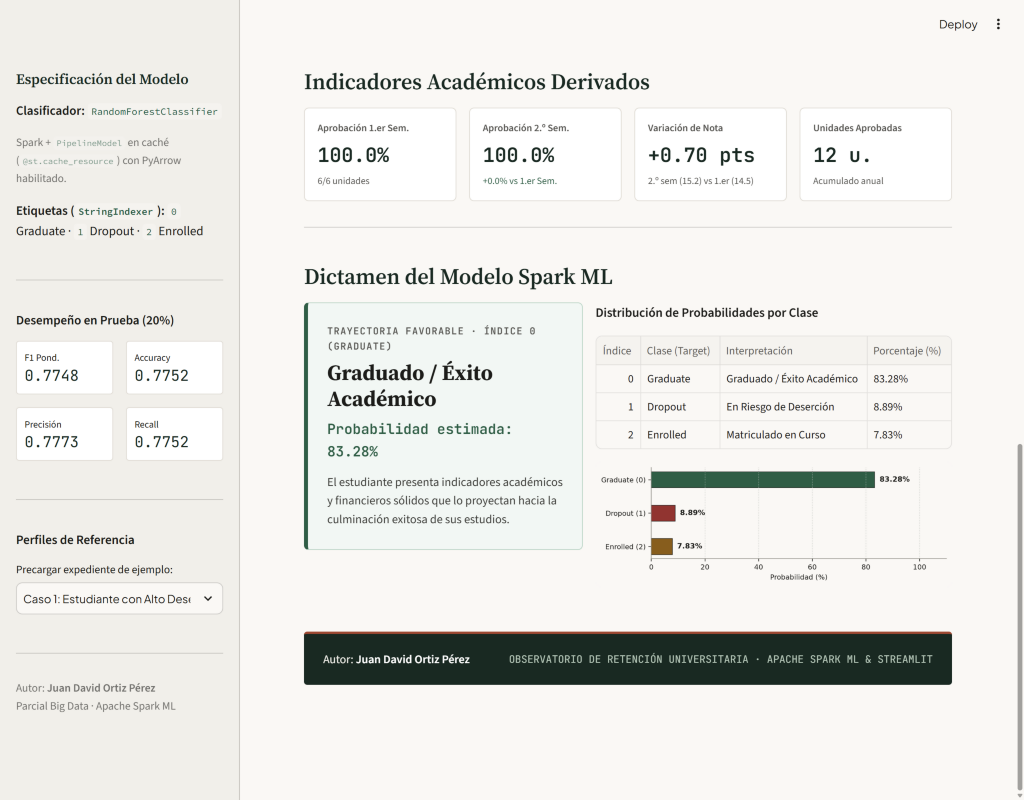 Deploy
Especificación del Modelo
Clasificador: RandomForestClassifier
Spark + PipelineModel en caché
( @st.cache_resource ) con PyArrow
habilitado.
Etiquetas ( StringIndexer ): 0
Graduate · 1 Dropout · 2 Enrolled
Desempeño en Prueba (20%)
F1 Pond.
0.7748
Accuracy
0.7752
Precisión
0.7773
Recall
0.7752
Perfiles de Referencia
Precargar expediente de ejemplo:
Caso 1: Estudiante con Alto Dese
Autor: Juan David Ortiz Pérez
Parcial Big Data · Apache Spark ML
Indicadores Académicos Derivados
Aprobación 1.er Sem.
100.0%
6/6 unidades
Aprobación 2.º Sem.
100.0%
+0.0% vs 1.er Sem.
Variación de Nota
+0.70 pts
2.º sem (15.2) vs 1.er (14.5)
Unidades Aprobadas
12 u.
Acumulado anual
Dictamen del Modelo Spark ML
TRAYECTORIA FAVORABLE · ÍNDICE 0
(GRADUATE)
Graduado / Éxito
Académico
Probabilidad estimada:
83.28%
El estudiante presenta indicadores académicos
y financieros sólidos que lo proyectan hacia la
culminación exitosa de sus estudios.
Distribución de Probabilidades por Clase
Índice Clase (Target) Interpretación Porcentaje (%)
0 Graduate Graduado / Éxito Académico 83.28%
1 Dropout En Riesgo de Deserción 8.89%
2 Enrolled Matriculado en Curso 7.83%
Graduate (0) 83.28%
Dropout (1) 8.89%
Enrolled (2) 7.83%
0 20 40 60 80 100
Probabilidad (%)
Autor: Juan David Ortiz Pérez
OBSERVATORIO DE RETENCIÓN UNIVERSITARIA · APACHE SPARK ML & STREAMLIT